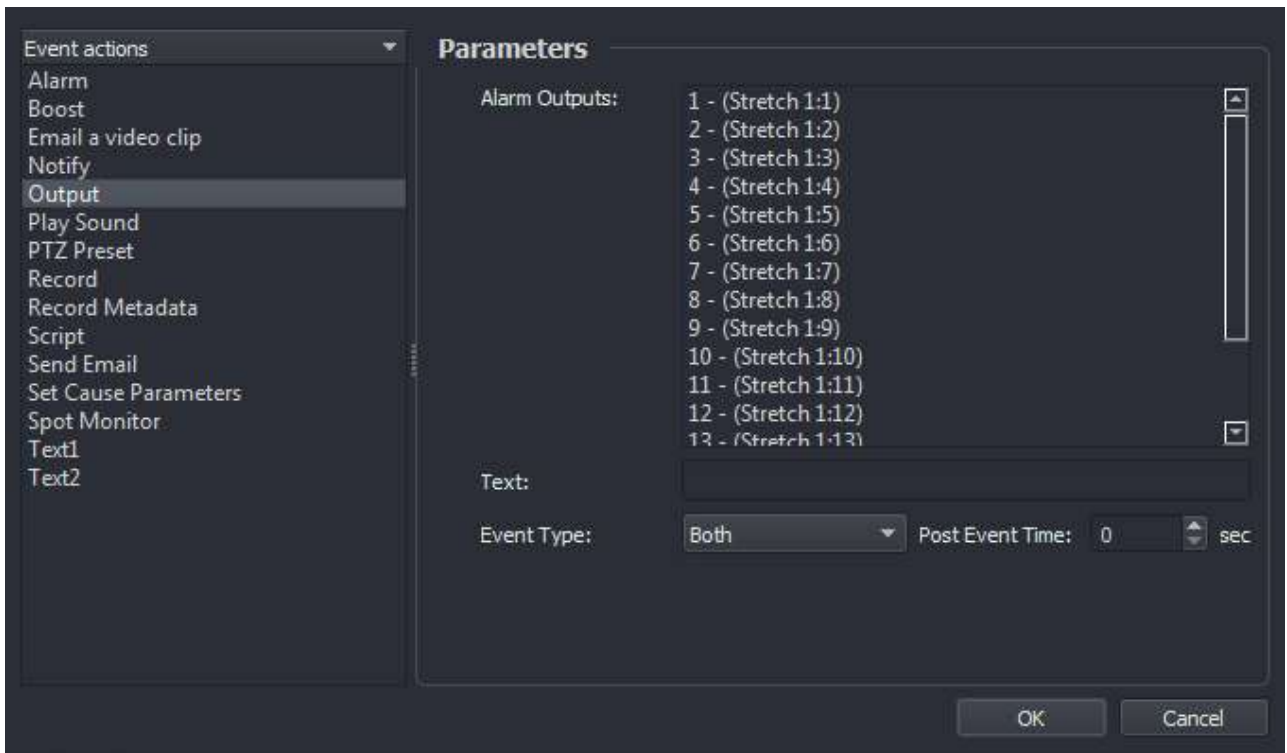 Event actions
Alarm
Boost
Email a video clip
Notify
Output
Play Sound
PTZ Preset
Record
Record Metadata
Script
Send Email
Set Cause Parameters
Spot Monitor
Text1
Text2
Parameters
Alarm Outputs:
1 - (Stretch 1:1)
2 - (Stretch 1:2)
3 - (Stretch 1:3)
4 - (Stretch 1:4)
5 - (Stretch 1:5)
6 - (Stretch 1:6)
7 - (Stretch 1:7)
8 - (Stretch 1:8)
9 - (Stretch 1:9)
10 - (Stretch 1:10)
11 - (Stretch 1:11)
12 - (Stretch 1:12)
13 - (Stretch 1:13)
Text:
Event Type: Both Post Event Time: 0 sec
OK Cancel